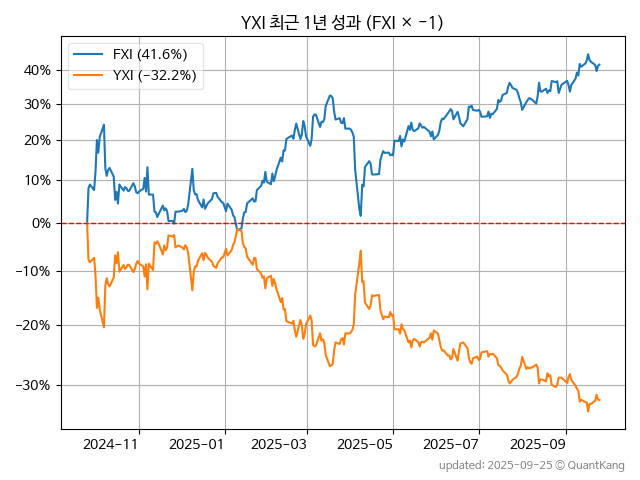 YXI 최근 1년 성과 (FXI × -1)
FXI (41.6%)
YXI (−32.2%)
40%
30%
20%
10%
0%
−10%
−20%
−30%
2024-11 2025-01 2025-03 2025-05 2025-07 2025-09
updated: 2025-09-25 © QuantKang